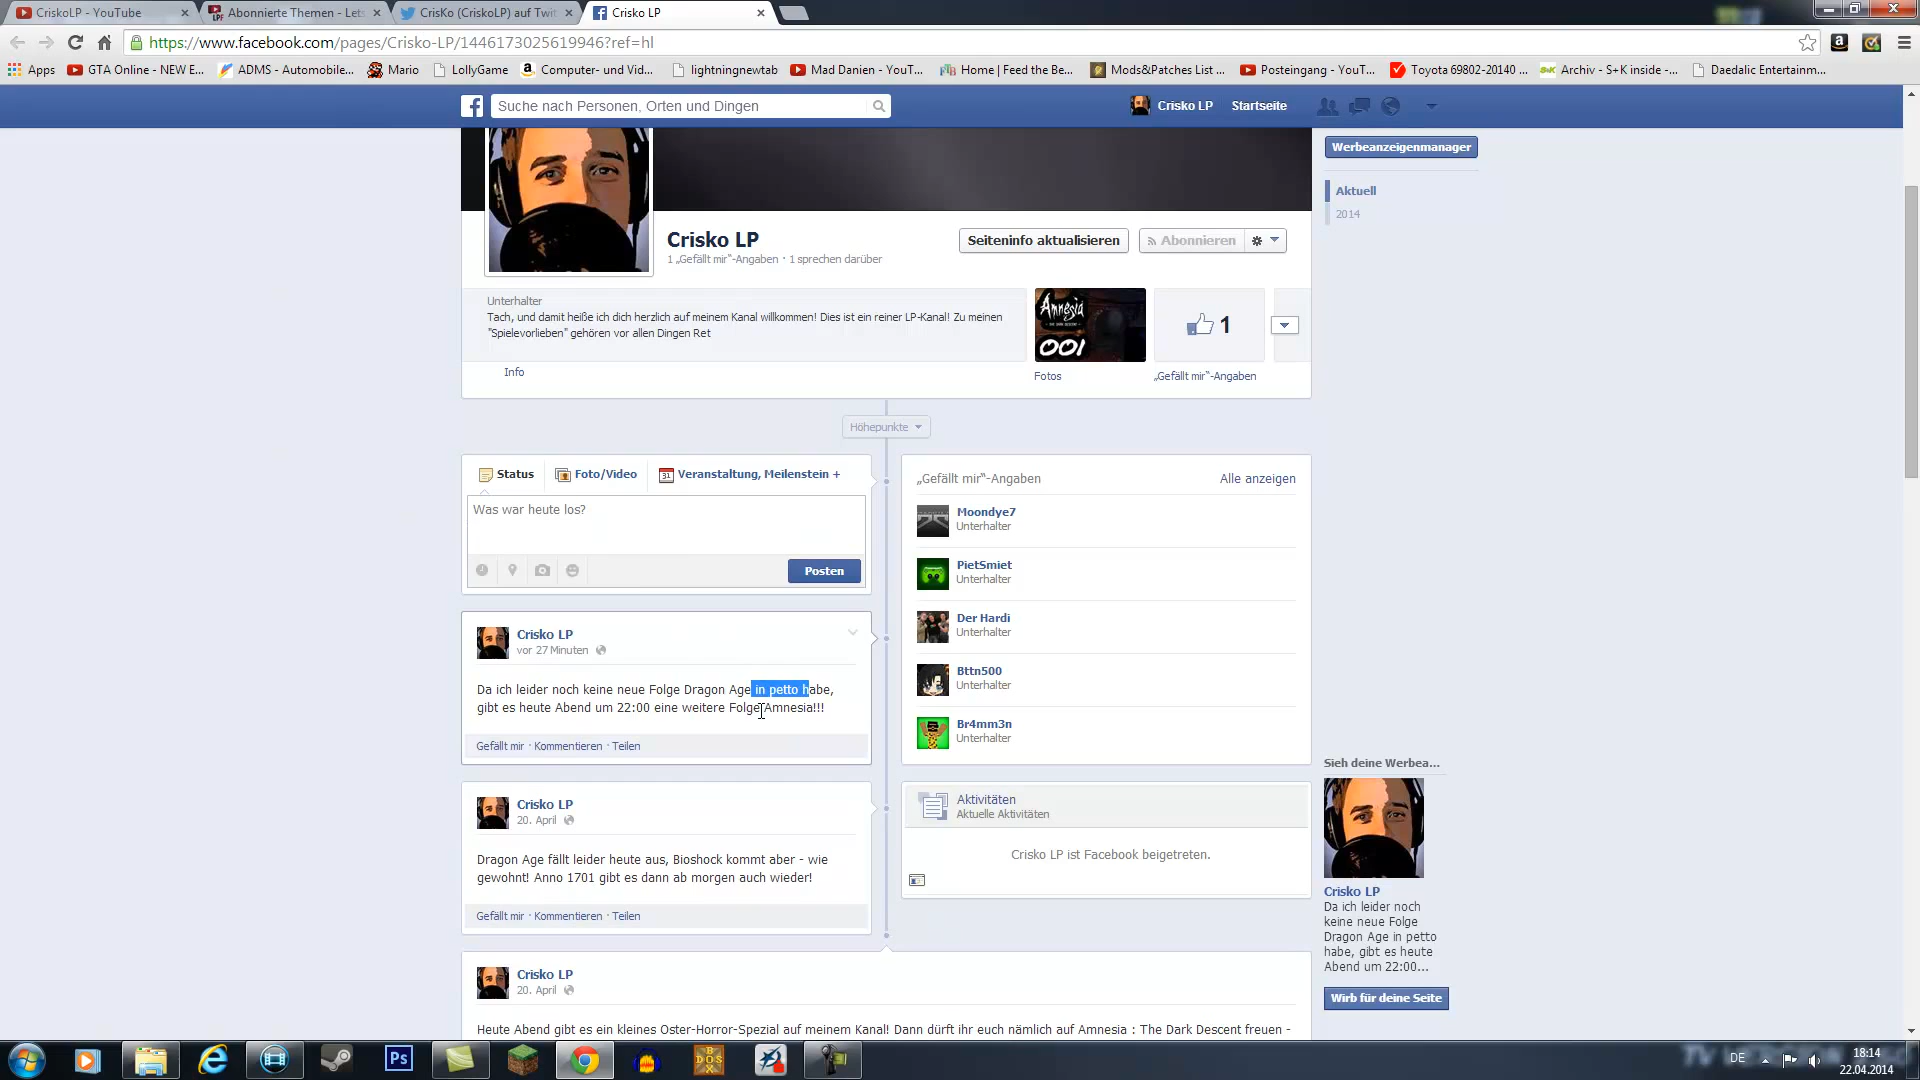 CriskoLP - YouTube
Abonnierte Themen - Lets
CrisKo (CriskoLP) auf Twit
Crisko LP
https://www.facebook.com/pages/Crisko-LP/1446173025619946?ref=hl
Apps
GTA Online - NEW E...
ADMS - Automobile...
Mario
LollyGame
Computer- und Vid...
lightningnewtab
Mad Danien - YouT...
Home | Feed the Be...
Mods&Patches List ...
Posteingang - YouT...
Toyota 69802-20140 ...
Archiv - S+K inside -...
Daedalic Entertainm...
Suche nach Personen, Orten und Dingen
Crisko LP
Startseite
Werbeanzeigenmanager
Aktuell
2014
Crisko LP
1 „Gefällt mir“-Angaben · 1 sprechen darüber
Seiteninfo aktualisieren
Abonnieren
Unterhalter
Tach, und damit heiße ich dich herzlich auf meinem Kanal willkommen! Dies ist ein reiner LP-Kanal! Zu meinen
"Spielevorlieben" gehören vor allen Dingen Ret
Info
Amnesia
001
Fotos
1
„Gefällt mir“-Angaben
Höhepunkte
Status
Foto/Video
31
Veranstaltung, Meilenstein +
Was war heute los?
Posten
Crisko LP
vor 27 Minuten
Da ich leider noch keine neue Folge Dragon Age in petto habe,
gibt es heute Abend um 22:00 eine weitere Folge Amnesia!!!
Gefällt mir · Kommentieren · Teilen
Crisko LP
20. April
Dragon Age fällt leider heute aus, Bioshock kommt aber - wie
gewohnt! Anno 1701 gibt es dann ab morgen auch wieder!
Gefällt mir · Kommentieren · Teilen
„Gefällt mir“-Angaben
Alle anzeigen
Moondye7
Unterhalter
PietSmiet
Unterhalter
Der Hardi
Unterhalter
Bttn500
Unterhalter
Br4mm3n
Unterhalter
Aktivitäten
Aktuelle Aktivitäten
Crisko LP ist Facebook beigetreten.
Crisko LP
20. April
Heute Abend gibt es ein kleines Oster-Horror-Spezial auf meinem Kanal! Dann dürft ihr euch nämlich auf Amnesia : The Dark Descent freuen -
Sieh deine Werbea...
Crisko LP
Da ich leider noch
keine neue Folge
Dragon Age in petto
habe, gibt es heute
Abend um 22:00...
Wirb für deine Seite
Ps
DOS
DE
18:14
22.04.2014